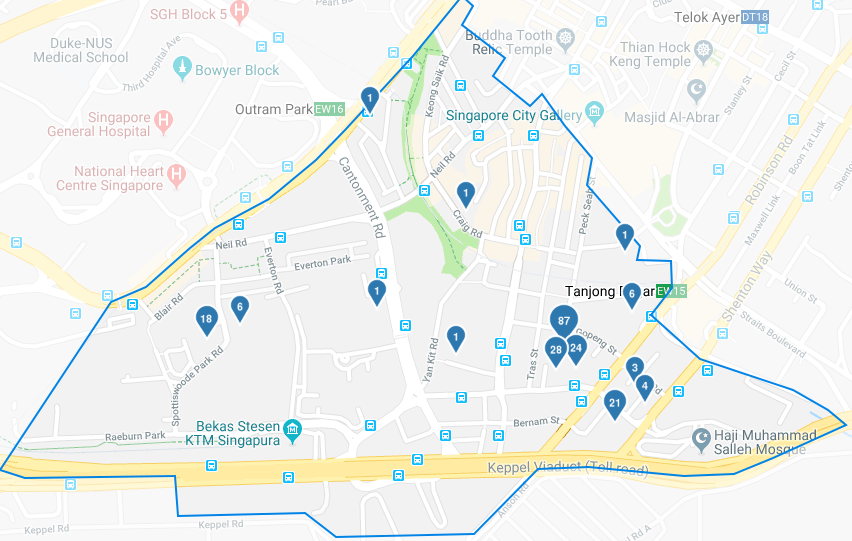 Pearl Bank
SGH Block 5
Telok Ayer DT18
Duke-NUS
Medical School
Buddha Tooth
Relic Temple
Thian Hock
Keng Temple
Cecil St
Third Hospital Ave
Bowyer Block
Keong Saik Rd
Stanley St
Outram Park EW16
1
Singapore City Gallery
Masjid Al-Abrar
Singapore
General Hospital
Boon Tat Link
Robinson Rd
Neil Rd
National Heart
Centre Singapore
Cantonment Rd
1
Craig Rd
Peck Seah St
Maxwell Link
Neil Rd
1
Shenton Way
Everton Rd
Everton Park
Union St
Blair Rd
1
Tanjong
EW15
6
6
18
87
Straits Boulevard
Gopeng St
1
28
24
Yan Kit Rd
Tras St
Spottiswoode Park Rd
3
4
21
Bekas Stesen
KTM Singapura
Bernam St
Raeburn Park
Haji Muhammad
Salleh Mosque
Keppel Viaduct (Toll road)
Anson Rd
Keppel Rd
Keppel Rd